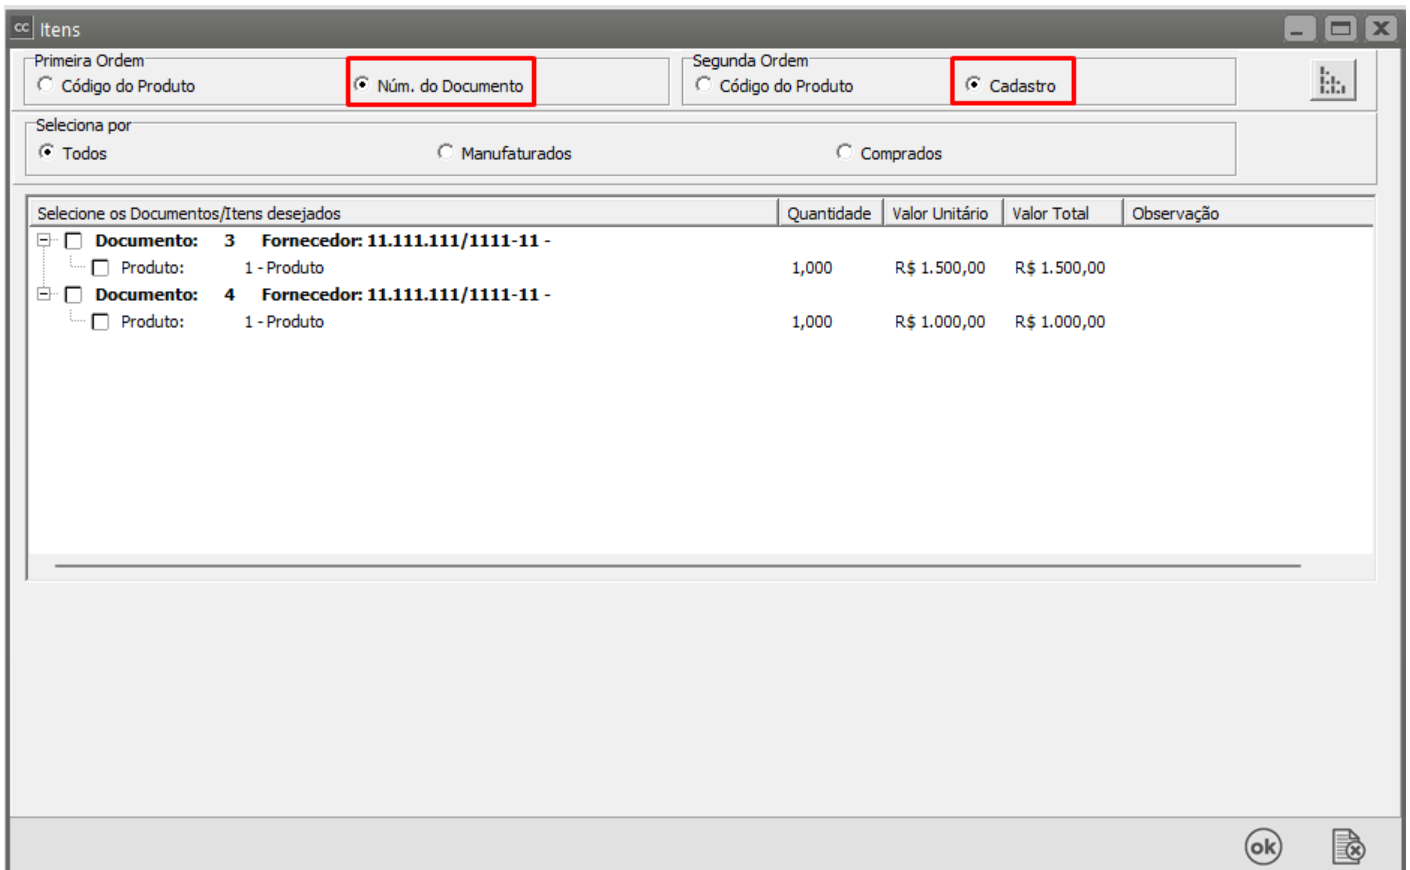 cc Itens
Primeira Ordem Segunda Ordem
Código do Produto Núm. do Documento Código do Produto Cadastro
Seleciona por
Todos Manufaturados Comprados
Selecione os Documentos/Itens desejados Quantidade Valor Unitário Valor Total Observação
Documento: 3 Fornecedor: 11.111.111/1111-11 -
Produto: 1 - Produto 1,000 R$ 1.500,00 R$ 1.500,00
Documento: 4 Fornecedor: 11.111.111/1111-11 -
Produto: 1 - Produto 1,000 R$ 1.000,00 R$ 1.000,00
ok